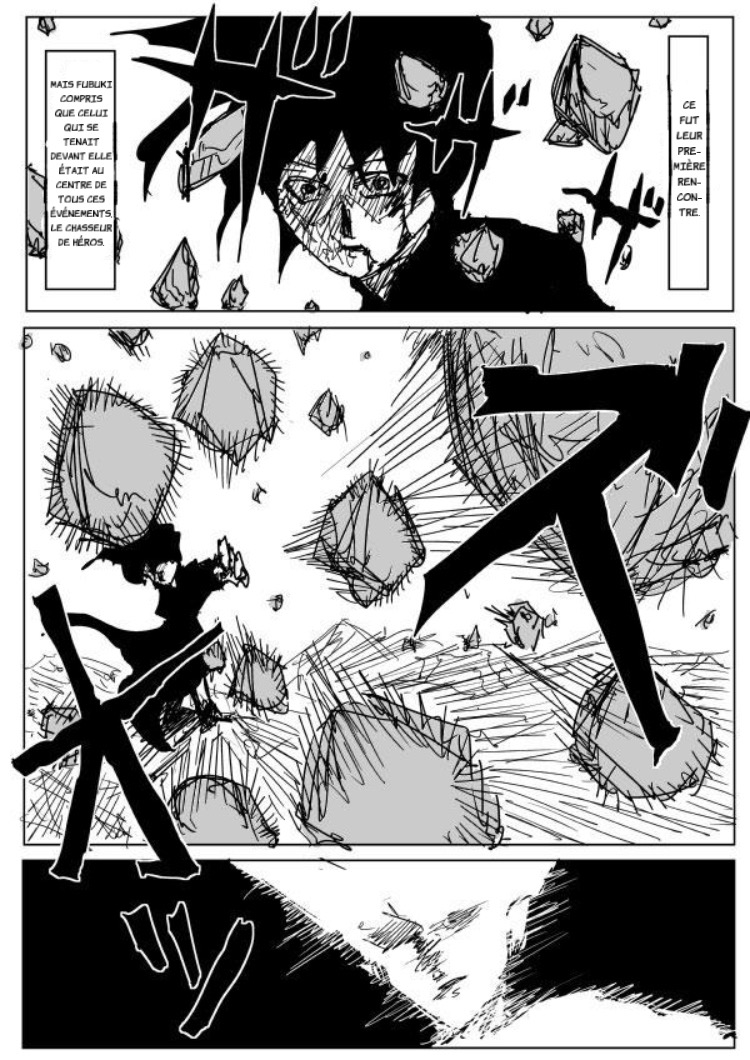 CE
FUT
LEUR
PRE-
MIÈRE
REN-
CON-
TRE.
MAIS FUBUKI
COMPRIS
QUE CELUI
QUI SE
TENAIT
DEVANT ELLE
ÉTAIT AU
CENTRE DE
TOUS CES
ÉVÉNEMENTS.
LE CHASSEUR
DE HÉROS.
ザ
ザ
ザ
ズ
ッ